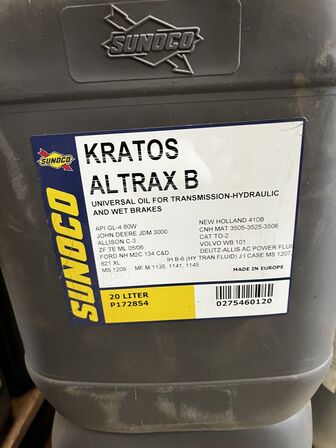 SUNOCO
SUNOCO
SUNOCO
KRATOS
ALTRAX B
UNIVERSAL OIL FOR TRANSMISSION-HYDRAULIC
AND WET BRAKES
API GL-4 80W
JOHN DEERE JDM 3000
ALLISON C-3
ZF TE ML 05/06
FORD NH M2C 134 C&D
821 XL
MS 1209
MF M 1135, 1141, 1145
IH B-6 (HY TRAN FLUID)
NEW HOLLAND 410B
CNH MAT 3505-3525-3506
CAT TO-2
VOLVO WB 101
DEUTZ-ALLIS AC POWER FLUI
J.I CASE MS 1207
MADE IN EUROPE
20 LITER
P172854
0275460120